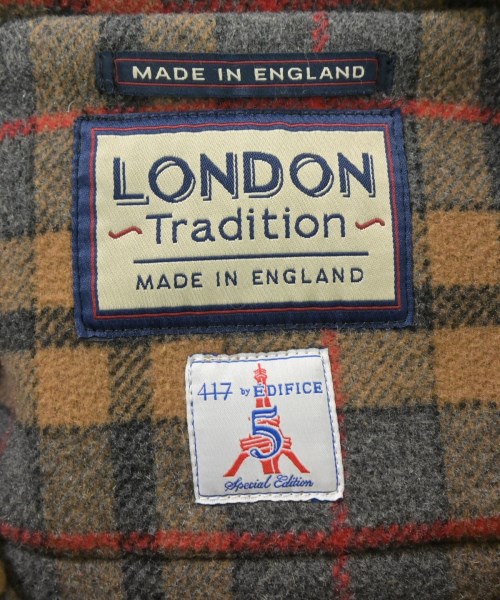 MADE IN ENGLAND
LONDON
~Tradition~
MADE IN ENGLAND
417 by EDIFICE
5
Special Edition